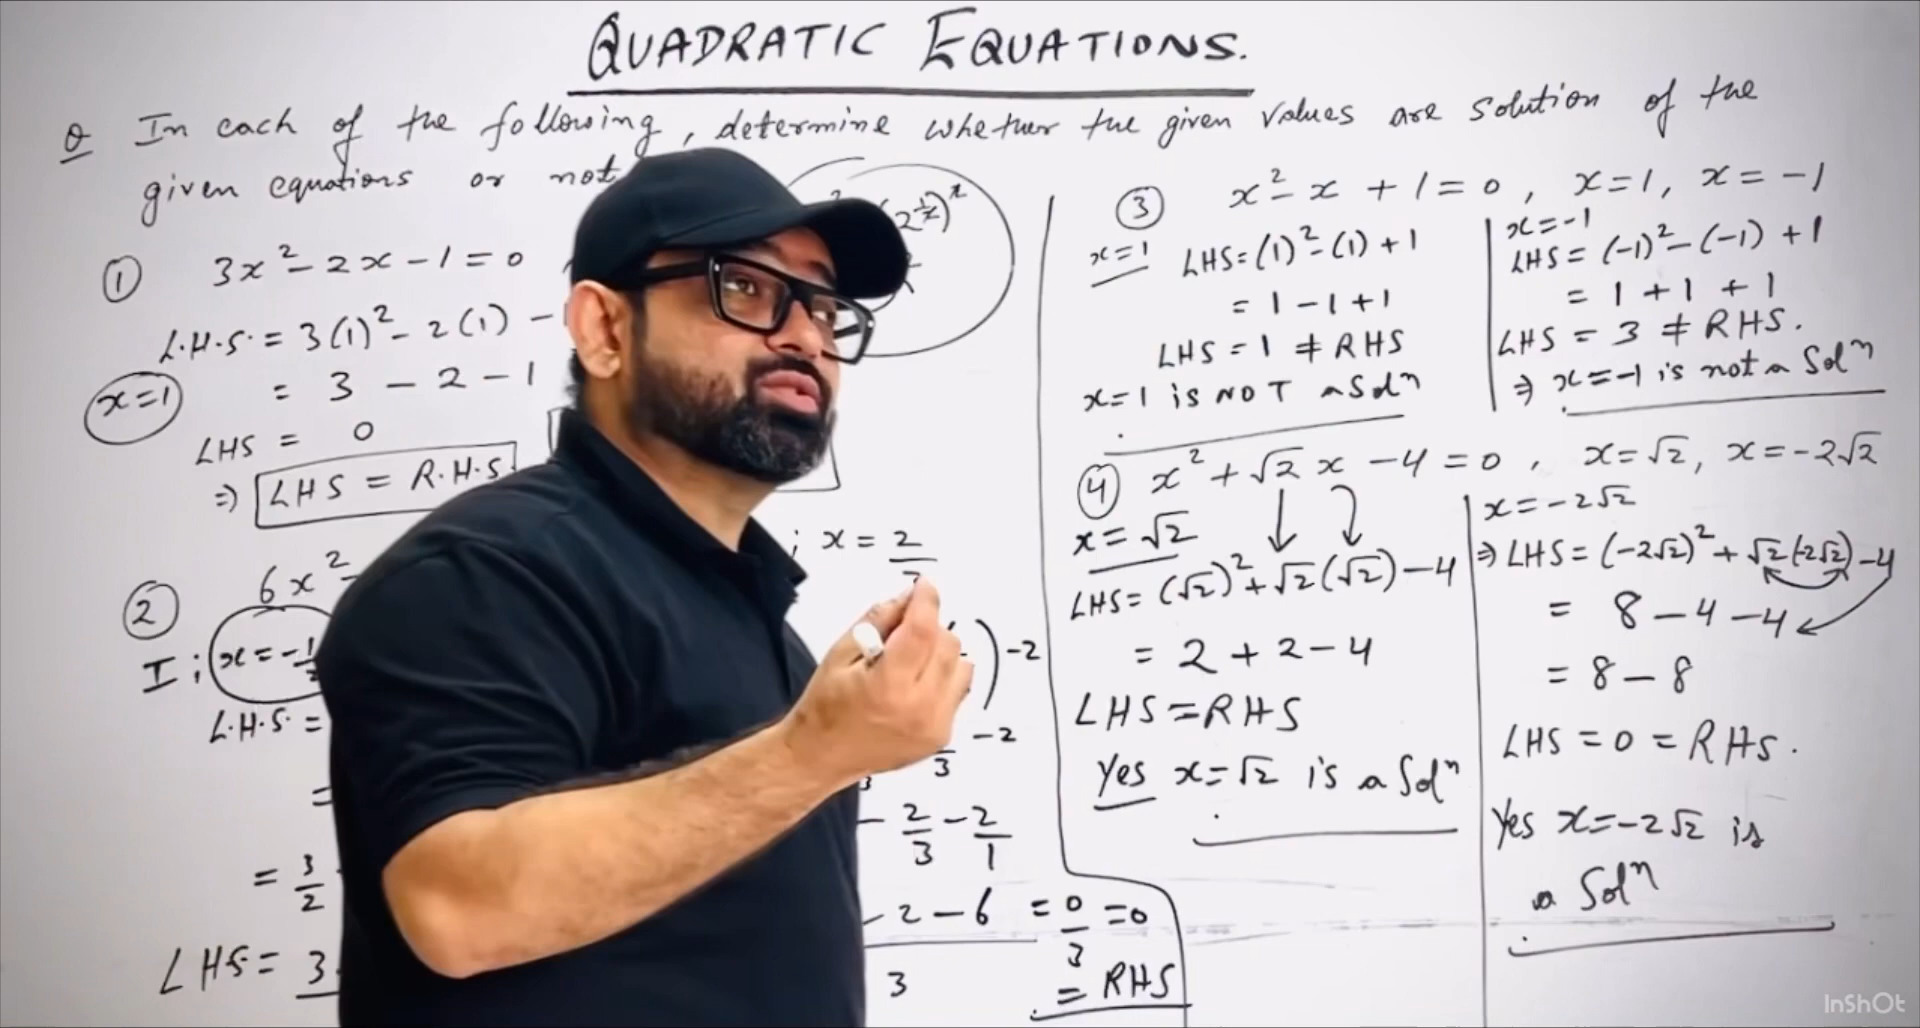 QUADRATIC EQUATIONS.
Q In each of the following, determine whether the given values are solution of the
given equations or not
① 3x² - 2x - 1 = 0
L.H.S. = 3(1)² - 2(1) -
x=1
= 3 - 2 - 1
LHS = 0
⇒ LHS = R.H.S.
② 6x² -
; x = 2
I ; x = -1
L.H.S. =
=
= 3/2
LHS = 3
) - 2
3 - 2
- 2/3 - 2/1
- 2 - 6 = 0/3 = 0
3
= RHS
③ x² - x + 1 = 0 , x = 1, x = -1
x=1 LHS = (1)² - (1) + 1
= 1 - 1 + 1
LHS = 1 ≠ RHS
x=1 is NOT a Solⁿ
x=-1
LHS = (-1)² - (-1) + 1
= 1 + 1 + 1
LHS = 3 ≠ RHS.
⇒ x=-1 is not a Solⁿ
④ x² + √2 x - 4 = 0 , x = √2, x = -2√2
x = √2
LHS = (√2)² + √2(√2) - 4
= 2 + 2 - 4
LHS = RHS
Yes x=√2 is a Solⁿ
x = -2√2
⇒ LHS = (-2√2)² + √2(-2√2) - 4
= 8 - 4 - 4
= 8 - 8
LHS = 0 = RHS.
Yes x=-2√2 is
a Solⁿ
InShOt